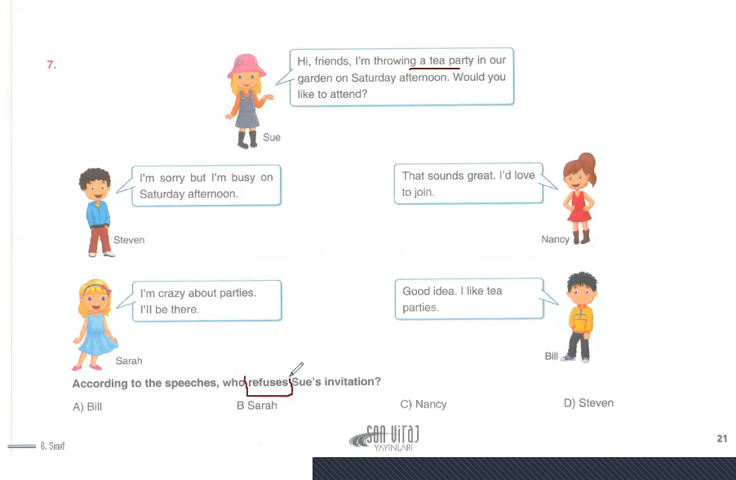 7.
Hi, friends, I'm throwing a tea party in our
garden on Saturday afternoon. Would you
like to attend?
Sue
I'm sorry but I'm busy on
Saturday afternoon.
Steven
That sounds great. I'd love
to join.
Nancy
I'm crazy about parties.
I'll be there.
Sarah
Good idea. I like tea
parties.
Bill
According to the speeches, who refuses Sue's invitation?
A) Bill
B Sarah
C) Nancy
D) Steven
8. Sınıf
Son Viraj
YAYINLARI
21